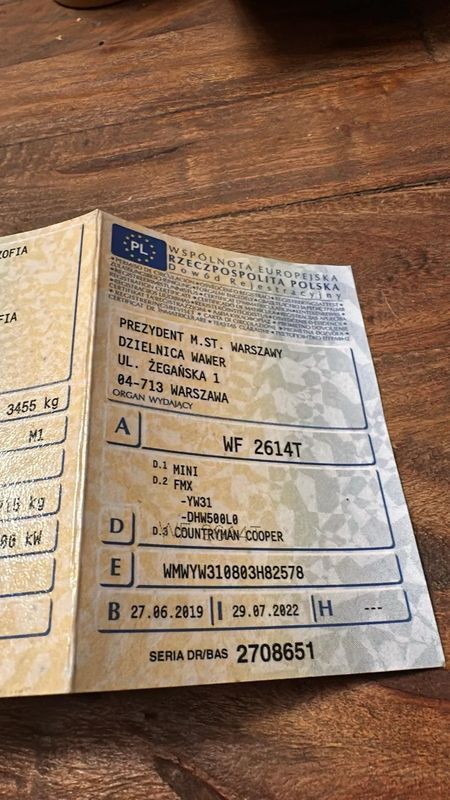 ZOFIA
FIA
3455 kg
M1
kg
kW
PL
WSPÓLNOTA EUROPEJSKA
RZECZPOSPOLITA POLSKA
Dowód Rejestracyjny
PREZYDENT M.ST. WARSZAWY
DZIELNICA WAWER
UL. ŻEGAŃSKA 1
04-713 WARSZAWA
ORGAN WYDAJĄCY
A WF 2614T
D.1 MINI
D.2 FMX
-YW31
-DHW500L0
D D.3 COUNTRYMAN COOPER
E WMWYW310803H82578
B 27.06.2019 I 29.07.2022 H ---
SERIA DR/BAS 2708651